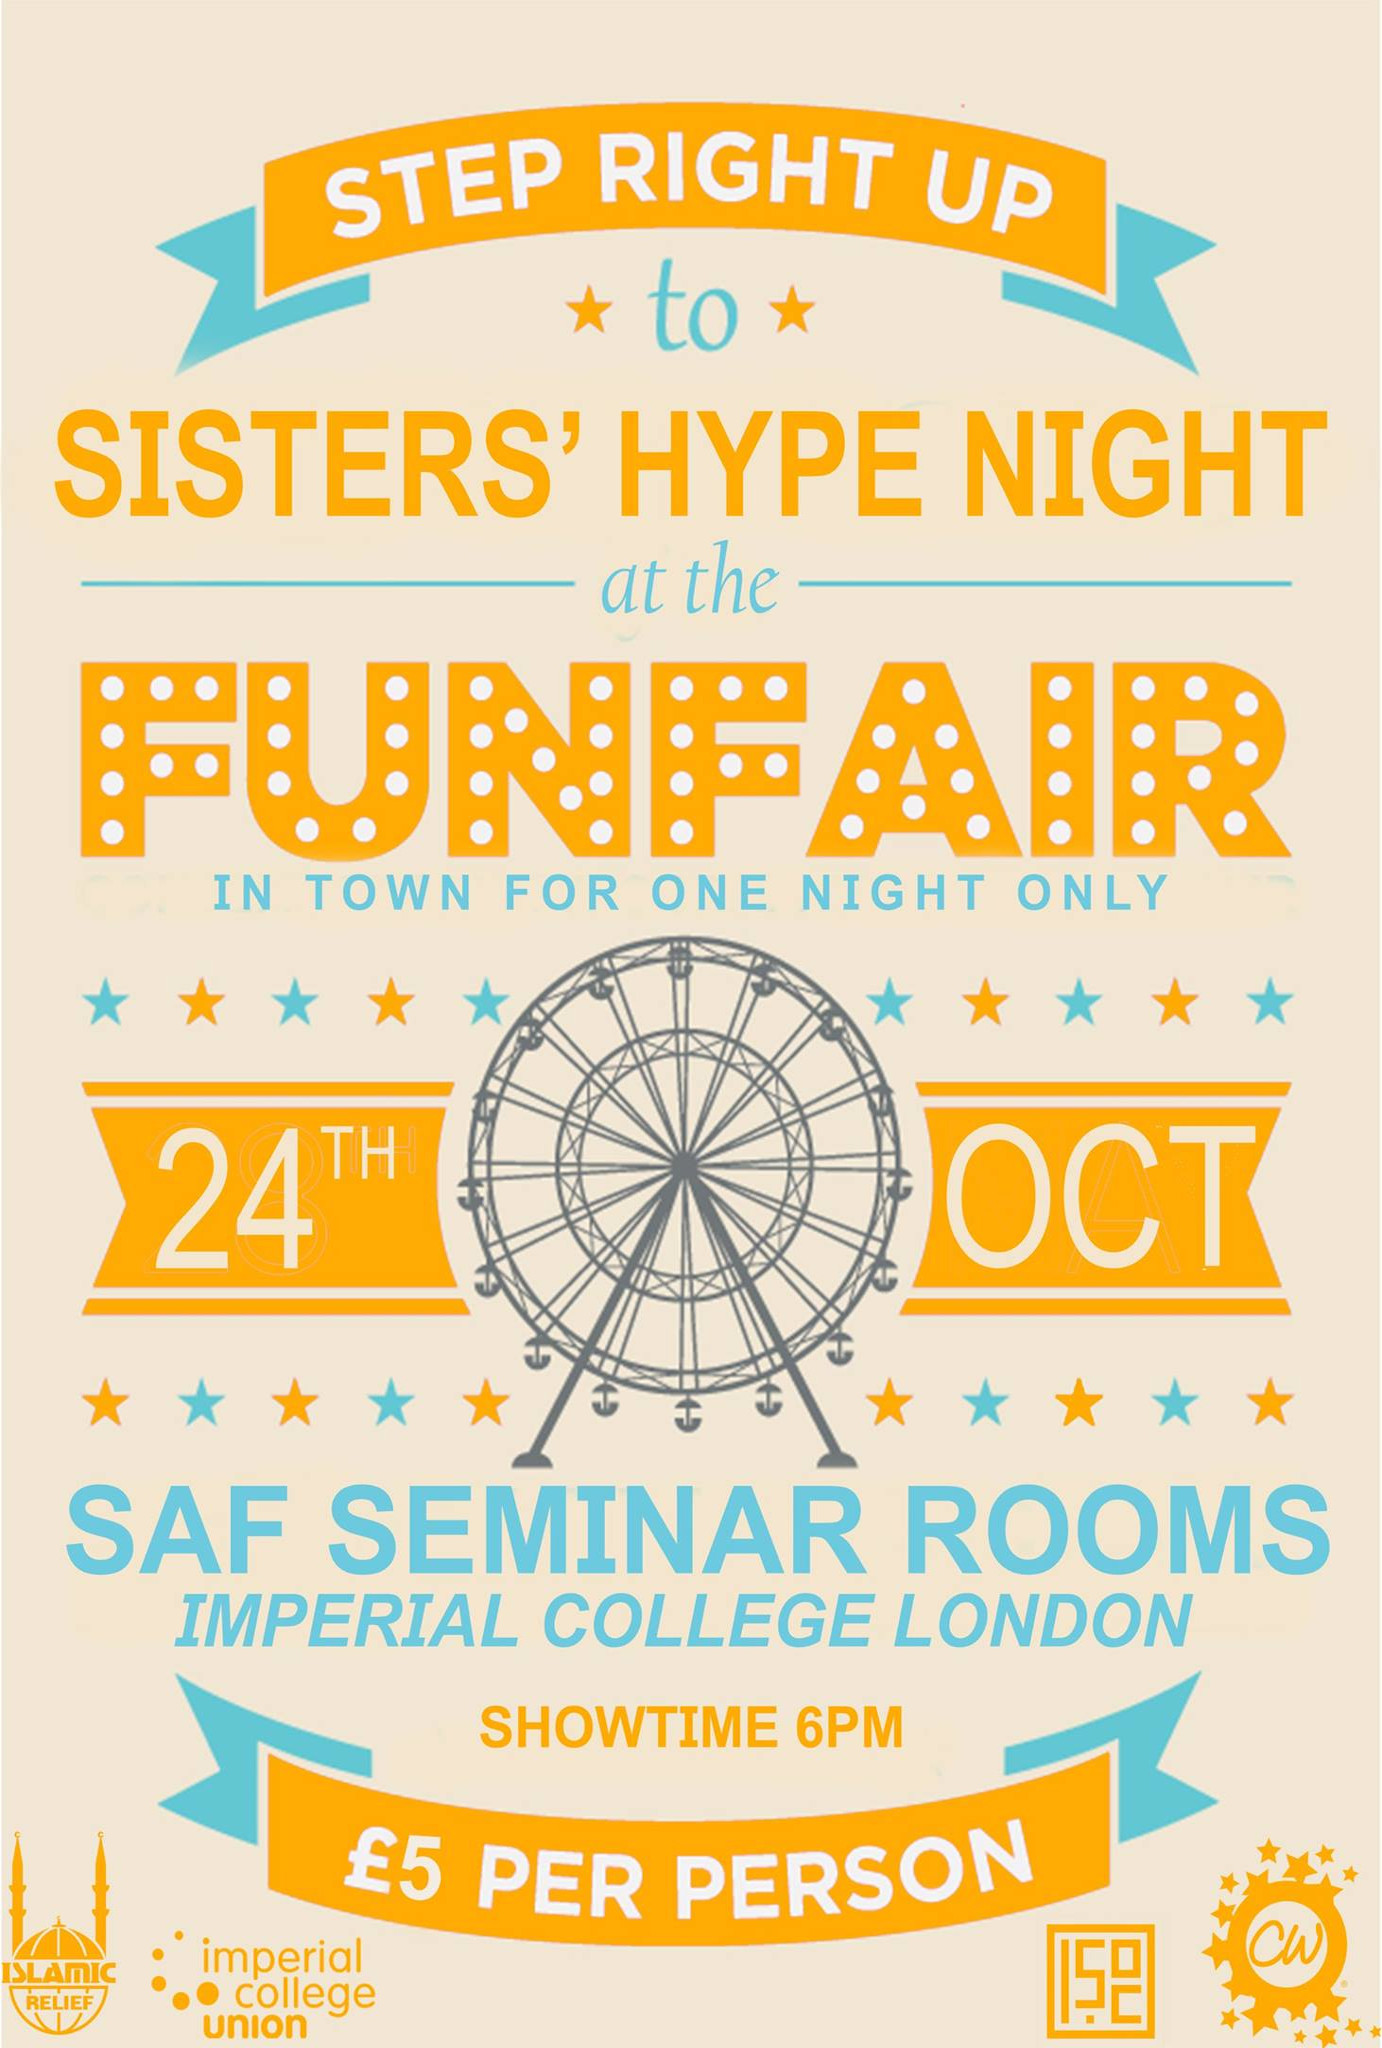 STEP RIGHT UP
to
SISTERS' HYPE NIGHT
at the
FUNFAIR
IN TOWN FOR ONE NIGHT ONLY
24TH
OCT
SAF SEMINAR ROOMS
IMPERIAL COLLEGE LONDON
SHOWTIME 6PM
£5 PER PERSON
ISLAMIC
RELIEF
imperial
college
union
ISOC
CW